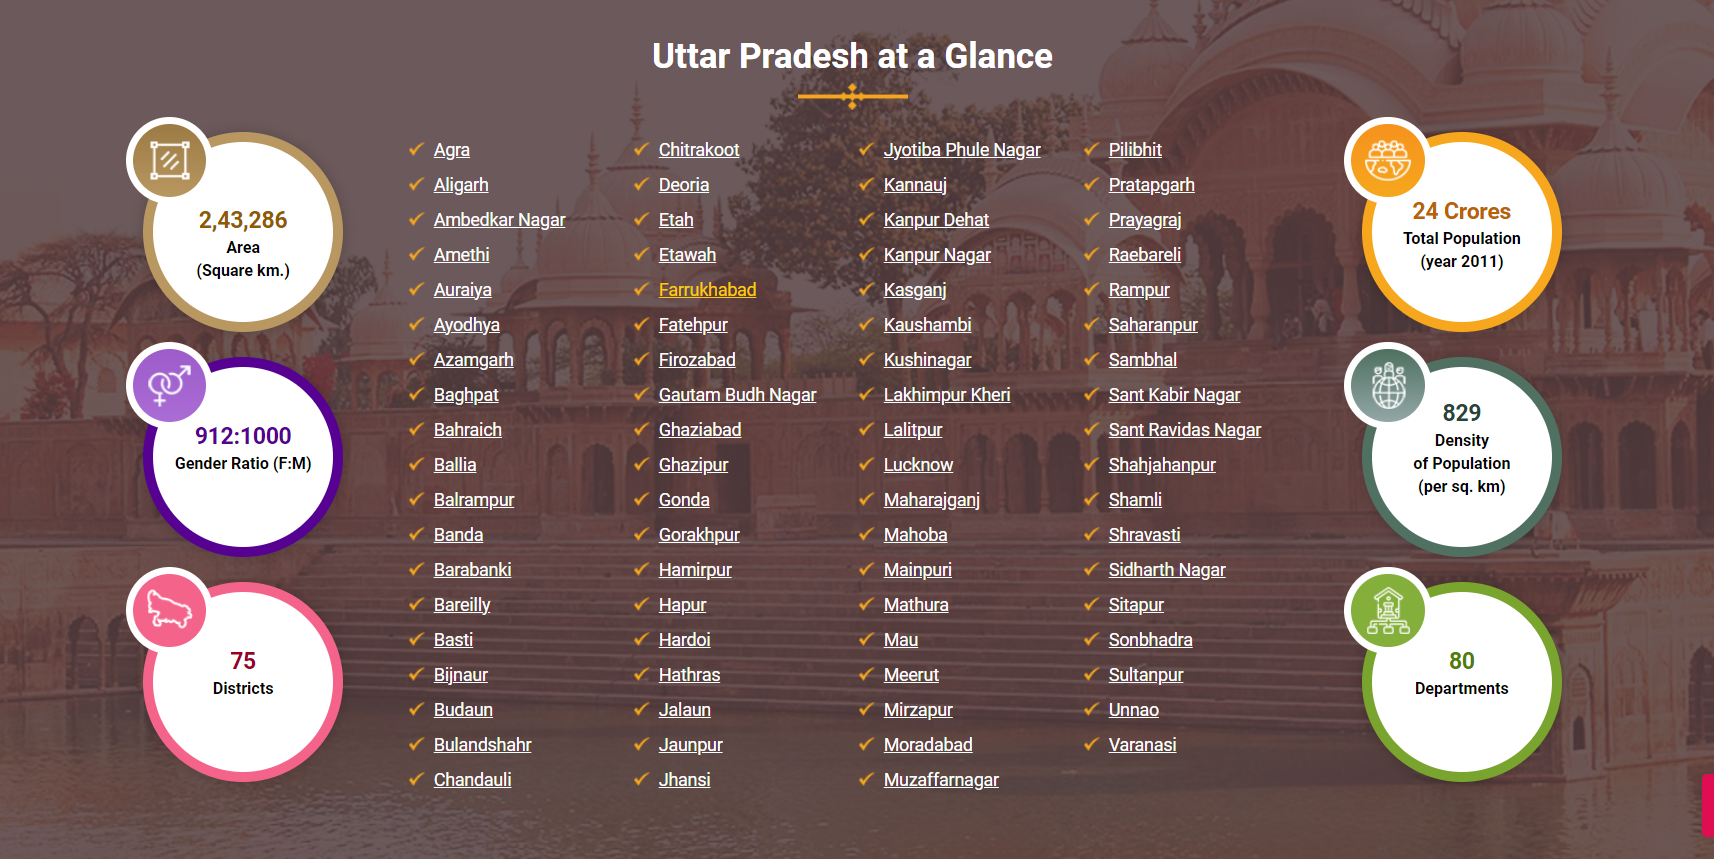 Uttar Pradesh at a Glance
2,43,286
Area
(Square km.)
912:1000
Gender Ratio (F:M)
75
Districts
Agra
Aligarh
Ambedkar Nagar
Amethi
Auraiya
Ayodhya
Azamgarh
Baghpat
Bahraich
Ballia
Balrampur
Banda
Barabanki
Bareilly
Basti
Bijnaur
Budaun
Bulandshahr
Chandauli
Chitrakoot
Deoria
Etah
Etawah
Farrukhabad
Fatehpur
Firozabad
Gautam Budh Nagar
Ghaziabad
Ghazipur
Gonda
Gorakhpur
Hamirpur
Hapur
Hardoi
Hathras
Jalaun
Jaunpur
Jhansi
Jyotiba Phule Nagar
Kannauj
Kanpur Dehat
Kanpur Nagar
Kasganj
Kaushambi
Kushinagar
Lakhimpur Kheri
Lalitpur
Lucknow
Maharajganj
Mahoba
Mainpuri
Mathura
Mau
Meerut
Mirzapur
Moradabad
Muzaffarnagar
Pilibhit
Pratapgarh
Prayagraj
Raebareli
Rampur
Saharanpur
Sambhal
Sant Kabir Nagar
Sant Ravidas Nagar
Shahjahanpur
Shamli
Shravasti
Sidharth Nagar
Sitapur
Sonbhadra
Sultanpur
Unnao
Varanasi
24 Crores
Total Population
(year 2011)
829
Density
of Population
(per sq. km)
80
Departments